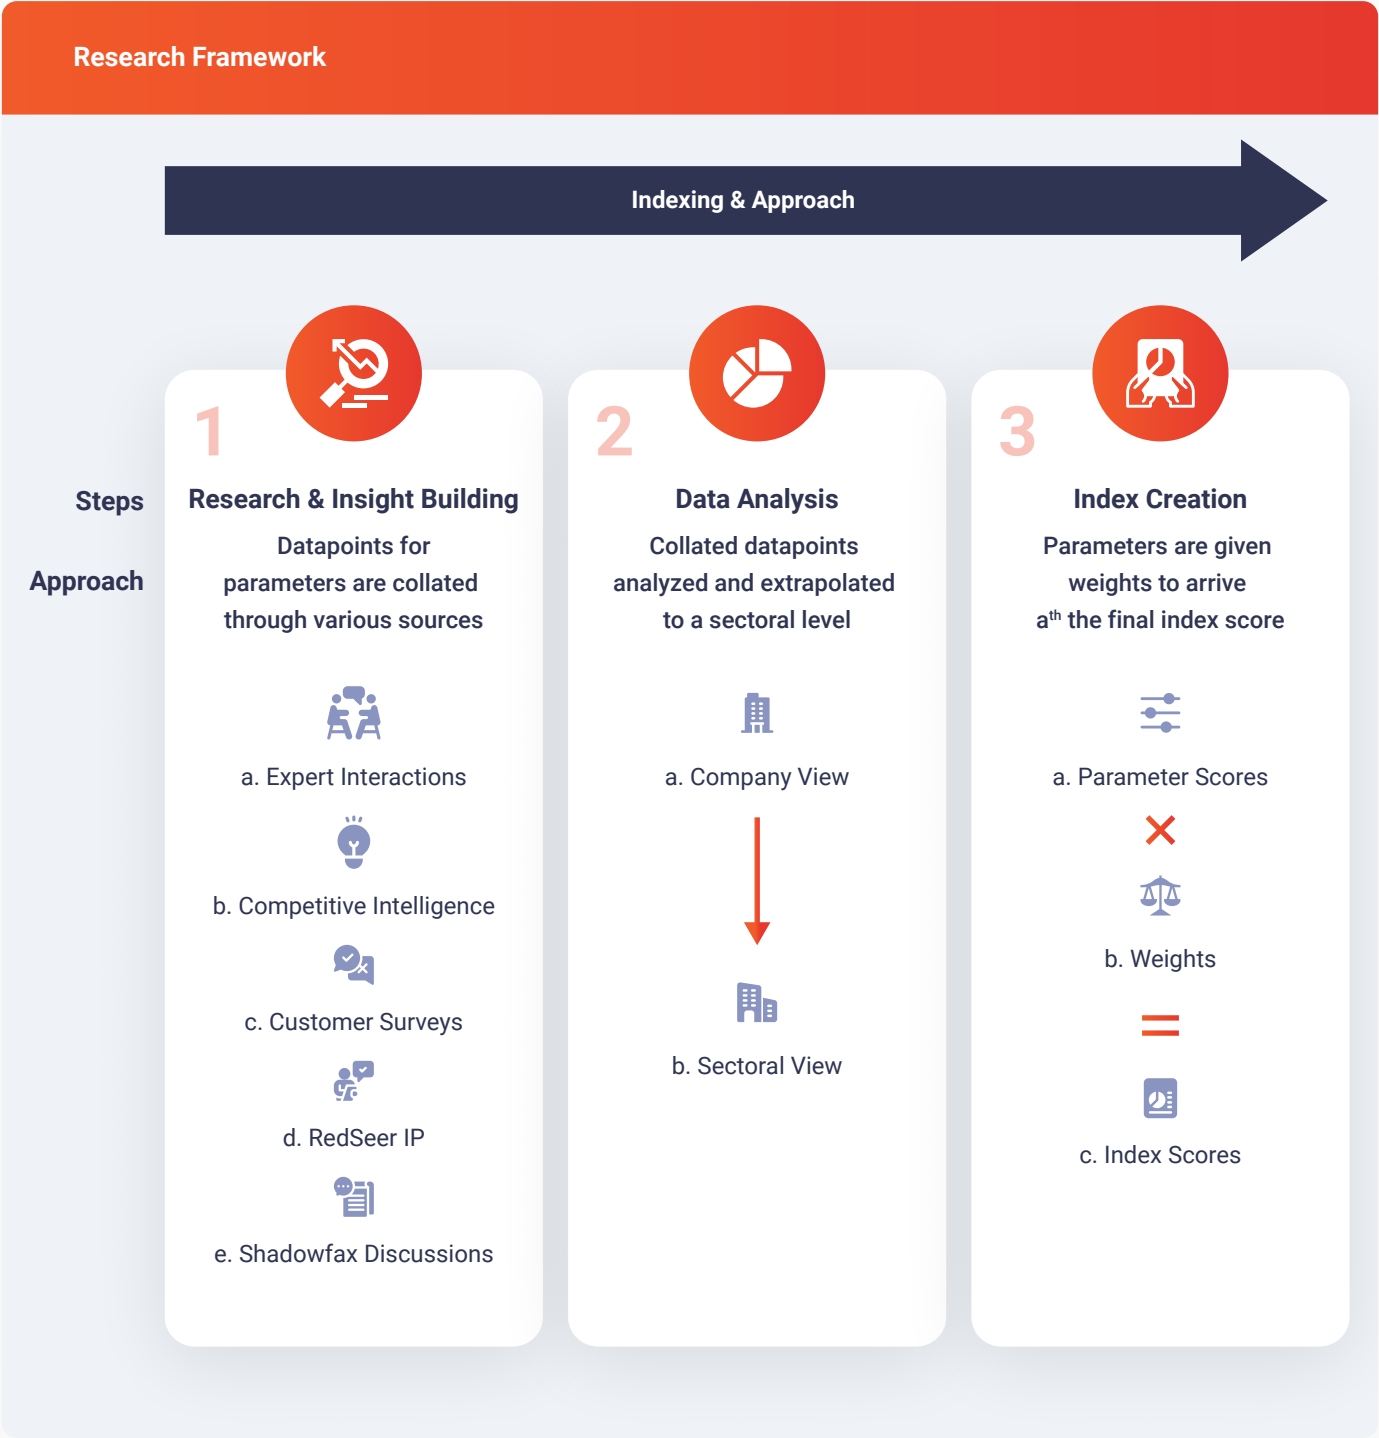 Research Framework
Indexing & Approach
Steps
Approach
1
Research & Insight Building
Datapoints for
parameters are collated
through various sources
a. Expert Interactions
b. Competitive Intelligence
c. Customer Surveys
d. RedSeer IP
e. Shadowfax Discussions
2
Data Analysis
Collated datapoints
analyzed and extrapolated
to a sectoral level
a. Company View
b. Sectoral View
3
Index Creation
Parameters are given
weights to arrive
aᵗʰ the final index score
a. Parameter Scores
×
b. Weights
=
c. Index Scores